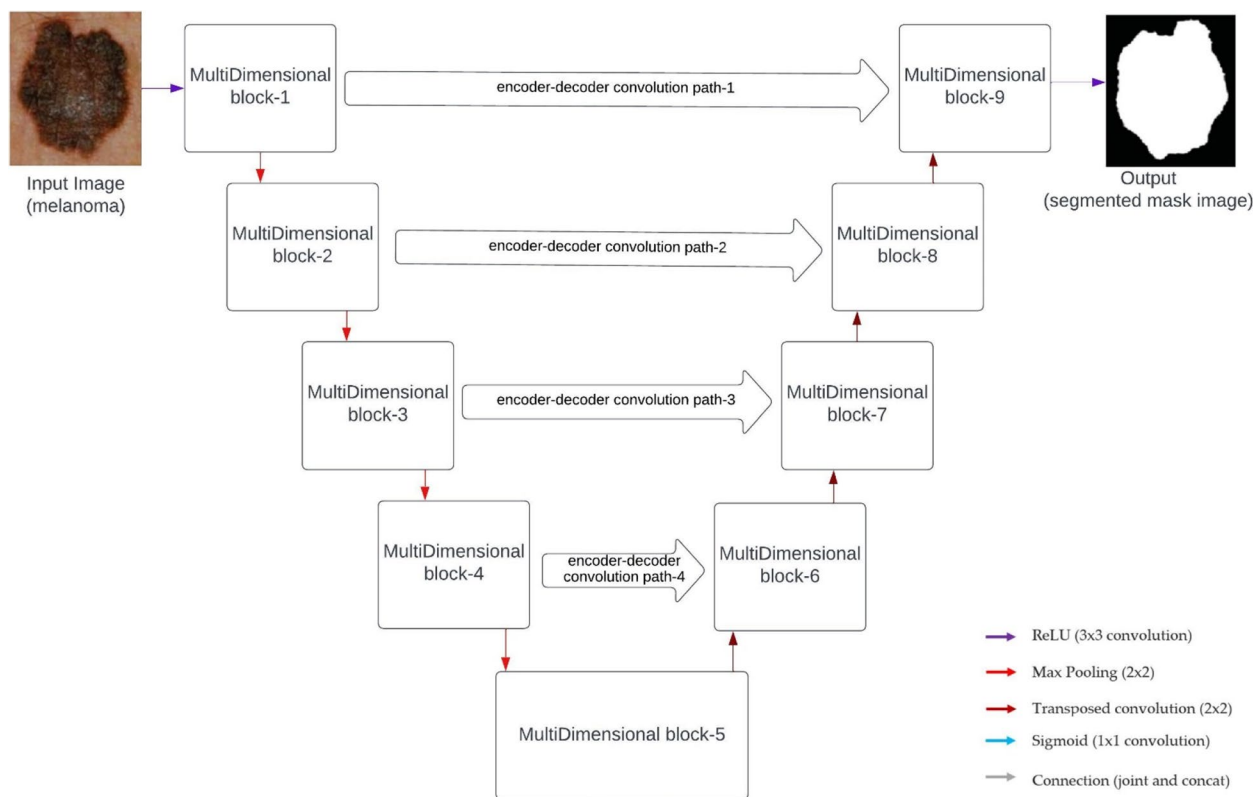 MultiDimensional
block-1
encoder-decoder convolution path-1
MultiDimensional
block-9
Input Image
(melanoma)
Output
(segmented mask image)
MultiDimensional
block-2
encoder-decoder convolution path-2
MultiDimensional
block-8
MultiDimensional
block-3
encoder-decoder convolution path-3
MultiDimensional
block-7
MultiDimensional
block-4
encoder-decoder
convolution path-4
MultiDimensional
block-6
MultiDimensional block-5
ReLU (3x3 convolution)
Max Pooling (2x2)
Transposed convolution (2x2)
Sigmoid (1x1 convolution)
Connection (joint and concat)